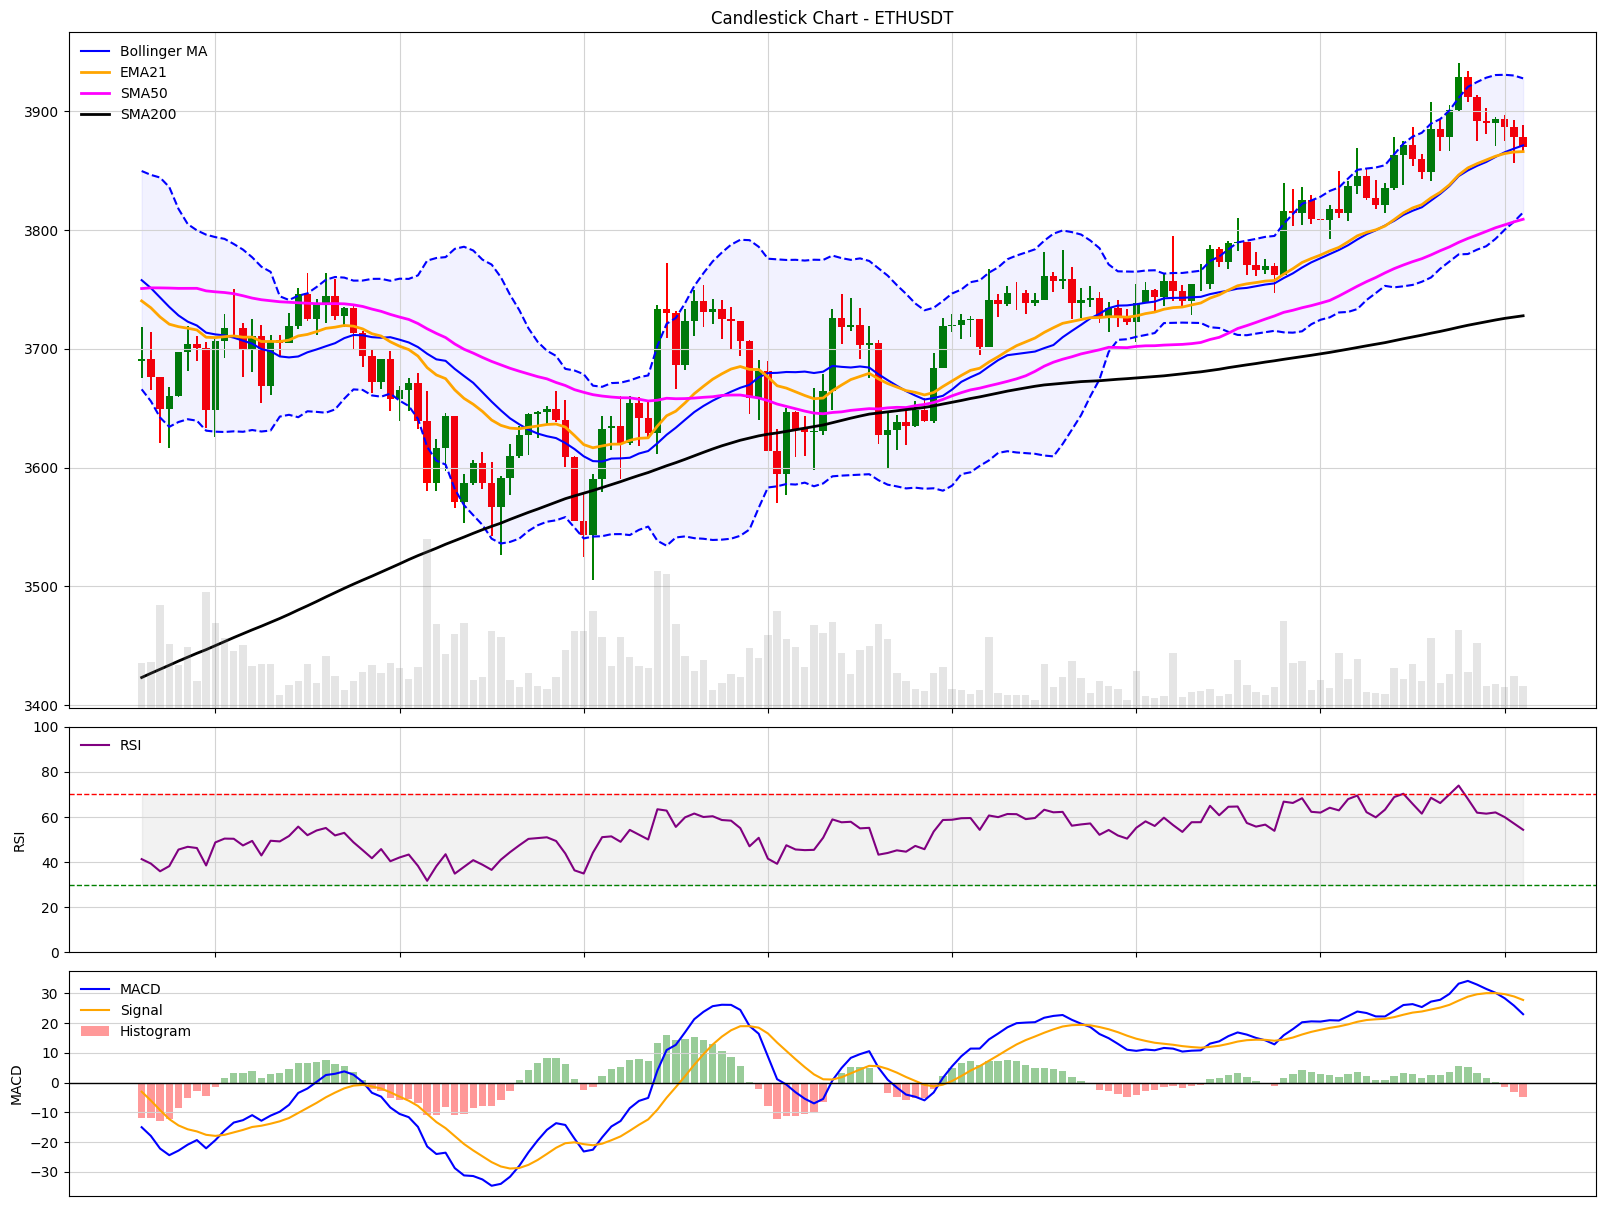 Candlestick Chart - ETHUSDT
Bollinger MA
EMA21
SMA50
SMA200
3900
3800
3700
3600
3500
3400
RSI
100
80
60
40
20
0
RSI
MACD
Signal
Histogram
30
20
10
0
−10
−20
−30
MACD